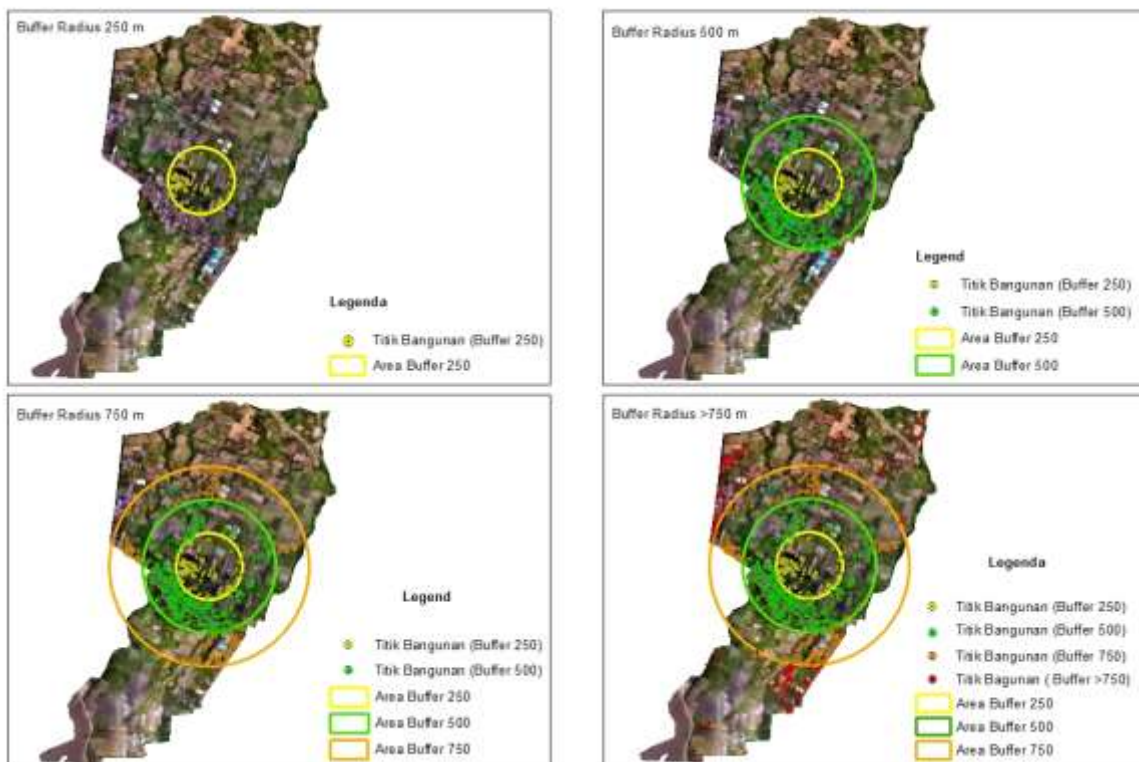 Buffer Radius 250 m
Legenda
Titik Bangunan (Buffer 250)
Area Buffer 250
Buffer Radius 500 m
Legend
Titik Bangunan (Buffer 250)
Titik Bangunan (Buffer 500)
Area Buffer 250
Area Buffer 500
Buffer Radius 750 m
Legend
Titik Bangunan (Buffer 250)
Titik Bangunan (Buffer 500)
Area Buffer 250
Area Buffer 500
Area Buffer 750
Buffer Radius >750 m
Legenda
Titik Bangunan (Buffer 250)
Titik Bangunan (Buffer 500)
Titik Bangunan (Buffer 750)
Titik Bagunan ( Buffer >750)
Area Buffer 250
Area Buffer 500
Area Buffer 750